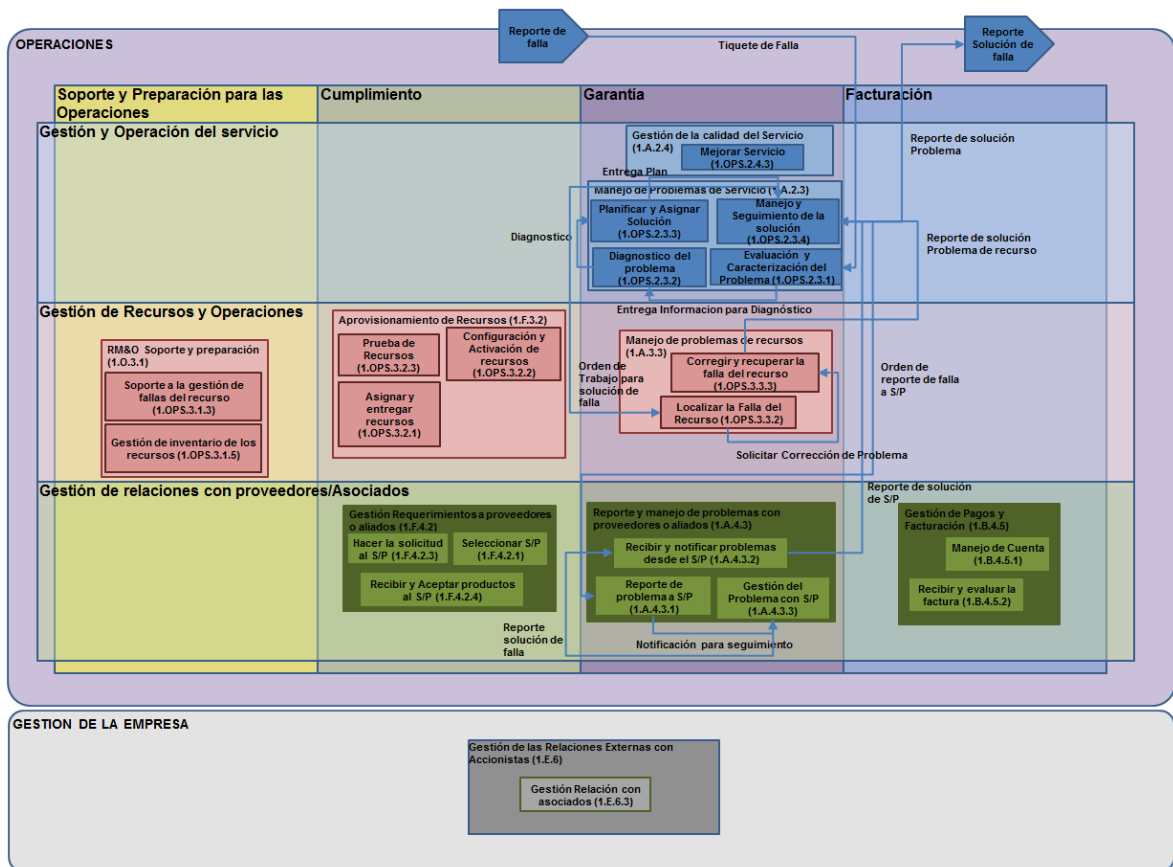 OPERACIONES
Reporte de
falla
Tiquete de Falla
Reporte
Solución de
falla
Soporte y Preparación para las
Operaciones
Cumplimiento
Garantía
Facturación
Gestión y Operación del servicio
Gestión de la calidad del Servicio
(1.A.2.4)
Mejorar Servicio
(1.OPS.2.4.3)
Reporte de solución
Problema
Entrega Plan
Manejo de Problemas de Servicio (1.A.2.3)
Planificar y Asignar
Solución
(1.OPS.2.3.3)
Manejo y
Seguimiento de la
solución
(1.OPS.2.3.4)
Diagnostico
Reporte de solución
Problema de recurso
Diagnostico del
problema
(1.OPS.2.3.2)
Evaluación y
Caracterización del
Problema (1.OPS.2.3.1)
Gestión de Recursos y Operaciones
Entrega Informacion para Diagnóstico
Aprovisionamiento de Recursos (1.F.3.2)
Prueba de
Recursos
(1.OPS.3.2.3)
Configuración y
Activación de
recursos
(1.OPS.3.2.2)
Asignar y
entregar
recursos
(1.OPS.3.2.1)
RM&O Soporte y preparación
(1.O.3.1)
Soporte a la gestión de
fallas del recurso
(1.OPS.3.1.3)
Gestión de inventario de los
recursos (1.OPS.3.1.5)
Manejo de problemas de recursos
(1.A.3.3)
Corregir y recuperar la
falla del recurso
(1.OPS.3.3.3)
Localizar la Falla del
Recurso (1.OPS.3.3.2)
Orden de
Trabajo para
solución de
falla
Orden de
reporte de falla
a S/P
Solicitar Corrección de Problema
Gestión de relaciones con proveedores/Asociados
Reporte de solución
de S/P
Gestión Requerimientos a proveedores
o aliados (1.F.4.2)
Hacer la solicitud
al S/P (1.F.4.2.3)
Seleccionar S/P
(1.F.4.2.1)
Recibir y Aceptar productos
al S/P (1.F.4.2.4)
Reporte y manejo de problemas con
proveedores o aliados (1.A.4.3)
Recibir y notificar problemas
desde el S/P (1.A.4.3.2)
Reporte de
problema a S/P
(1.A.4.3.1)
Gestión del
Problema con S/P
(1.A.4.3.3)
Gestión de Pagos y
Facturación (1.B.4.5)
Manejo de Cuenta
(1.B.4.5.1)
Recibir y evaluar la
factura (1.B.4.5.2)
Reporte
solución de
falla
Notificación para seguimiento
GESTION DE LA EMPRESA
Gestión de las Relaciones Externas con
Accionistas (1.E.6)
Gestión Relación con
asociados (1.E.6.3)